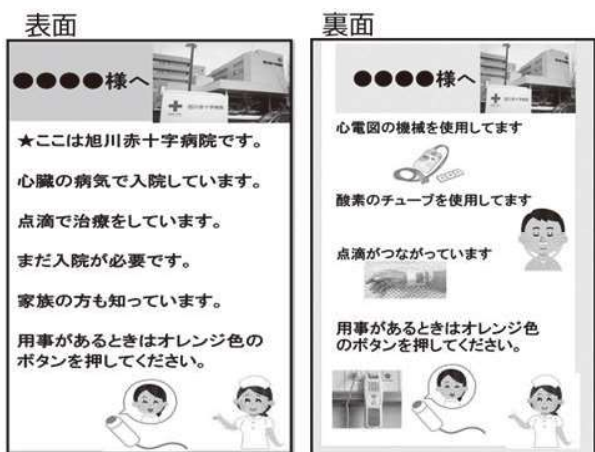 表面
●●●●様へ
旭川赤十字病院
★ここは旭川赤十字病院です。
心臓の病気で入院しています。
点滴で治療をしています。
まだ入院が必要です。
家族の方も知っています。
用事があるときはオレンジ色の
ボタンを押してください。
裏面
●●●●様へ
心電図の機械を使用してます
酸素のチューブを使用してます
点滴がつながっています
用事があるときはオレンジ色
のボタンを押してください。